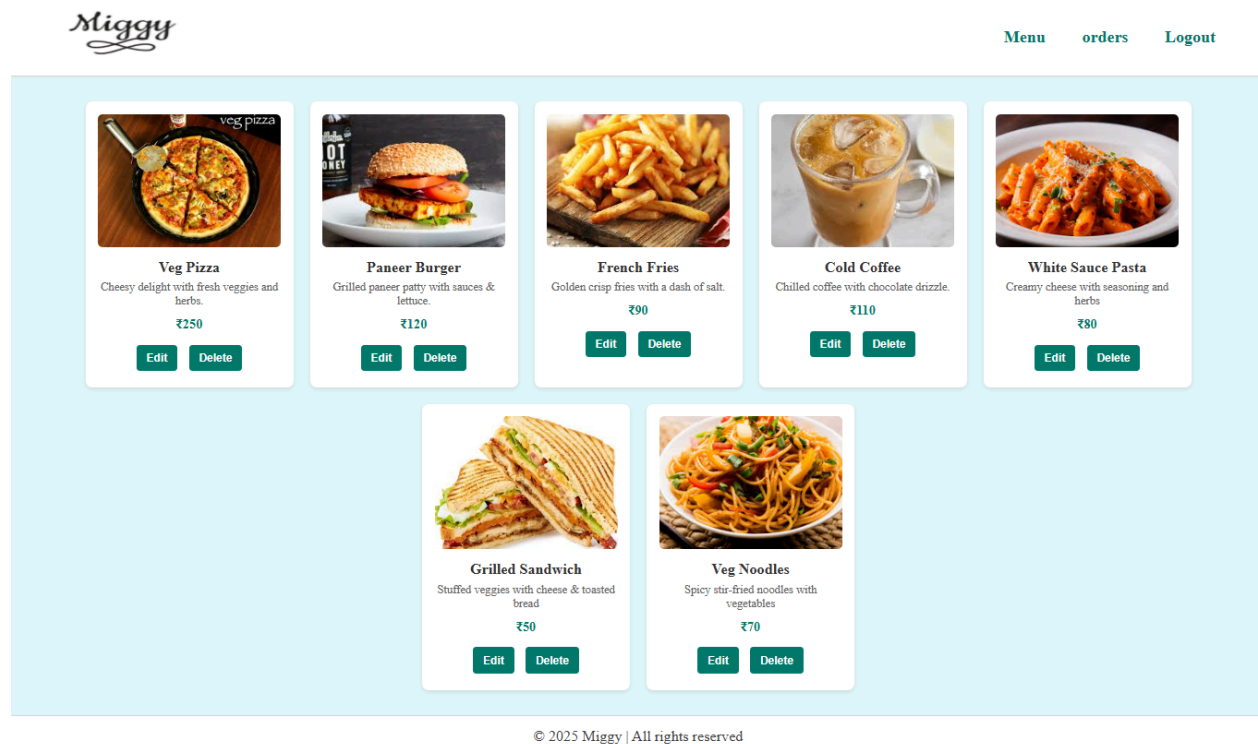 Miggy
Menu orders Logout
veg pizza
OT
ONEY
Veg Pizza
Cheesy delight with fresh veggies and
herbs.
₹250
Edit Delete
Paneer Burger
Grilled paneer patty with sauces &
lettuce.
₹120
Edit Delete
French Fries
Golden crisp fries with a dash of salt.
₹90
Edit Delete
Cold Coffee
Chilled coffee with chocolate drizzle.
₹110
Edit Delete
White Sauce Pasta
Creamy cheese with seasoning and
herbs
₹80
Edit Delete
Grilled Sandwich
Stuffed veggies with cheese & toasted
bread
₹50
Edit Delete
Veg Noodles
Spicy stir-fried noodles with
vegetables
₹70
Edit Delete
© 2025 Miggy | All rights reserved